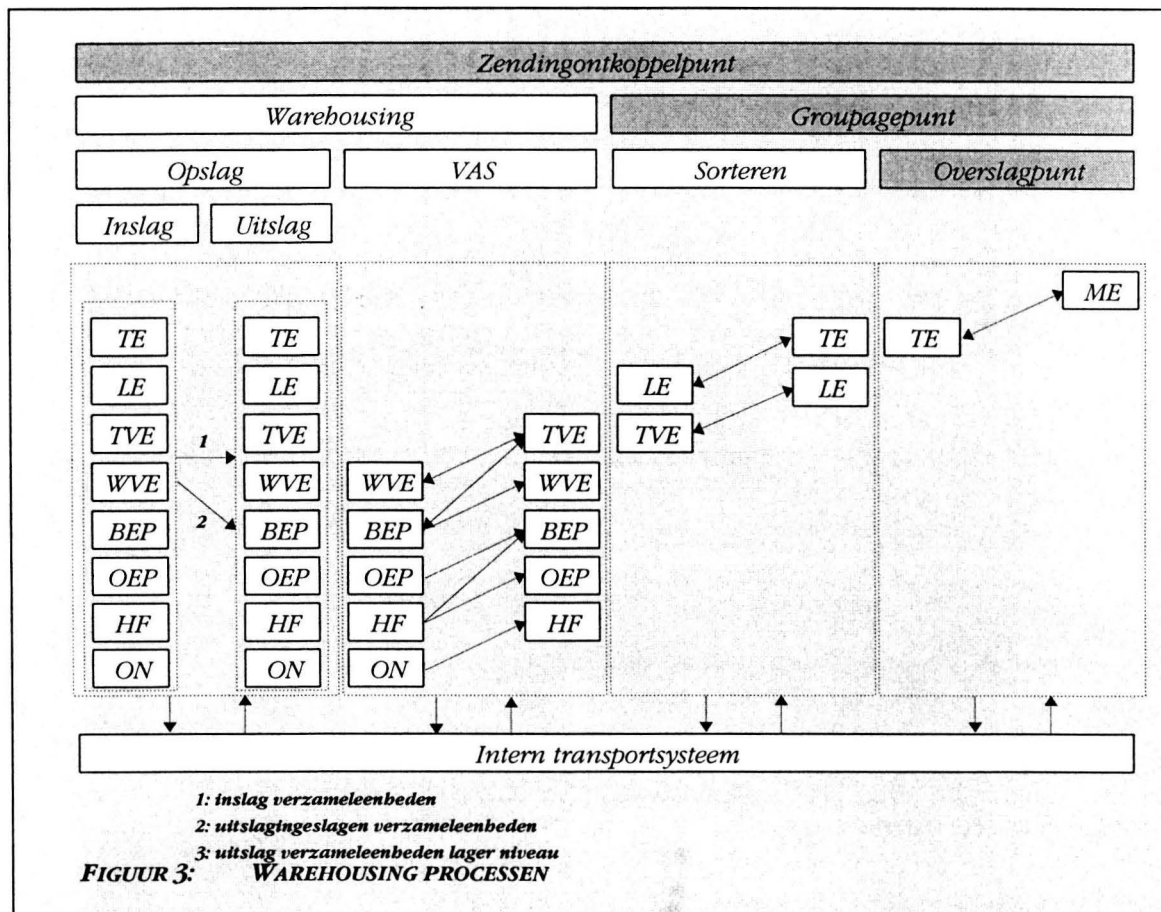 Zendingontkoppelpunt
Warehousing Groupagepunt
Opslag VAS Sorteren Overslagpunt
Inslag Uitslag
ME
TE TE TE TE
LE LE LE LE
TVE 1 TVE TVE TVE
WVE WVE WVE WVE
BEP 2 BEP BEP BEP
OEP OEP OEP OEP
HF HF HF HF
ON ON ON
Intern transportsysteem
1: inslag verzameleenheden
2: uitslagingeslagen verzameleenheden
3: uitslag verzameleenheden lager niveau
FIGUUR 3: WAREHOUSING PROCESSEN